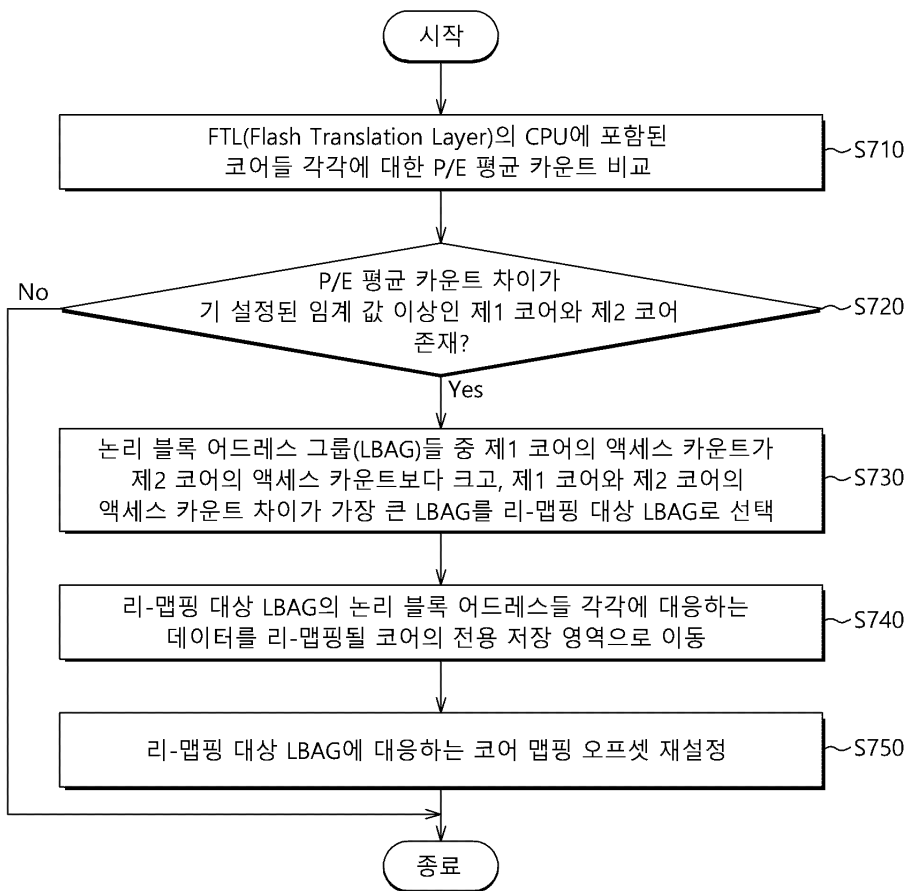 시작
FTL(Flash Translation Layer)의 CPU에 포함된
코어들 각각에 대한 P/E 평균 카운트 비교
S710
P/E 평균 카운트 차이가
기 설정된 임계 값 이상인 제1 코어와 제2 코어
존재?
S720
No
Yes
논리 블록 어드레스 그룹(LBAG)들 중 제1 코어의 액세스 카운트가
제2 코어의 액세스 카운트보다 크고, 제1 코어와 제2 코어의
액세스 카운트 차이가 가장 큰 LBAG를 리-맵핑 대상 LBAG로 선택
S730
리-맵핑 대상 LBAG의 논리 블록 어드레스들 각각에 대응하는
데이터를 리-맵핑될 코어의 전용 저장 영역으로 이동
S740
리-맵핑 대상 LBAG에 대응하는 코어 맵핑 오프셋 재설정
S750
종료